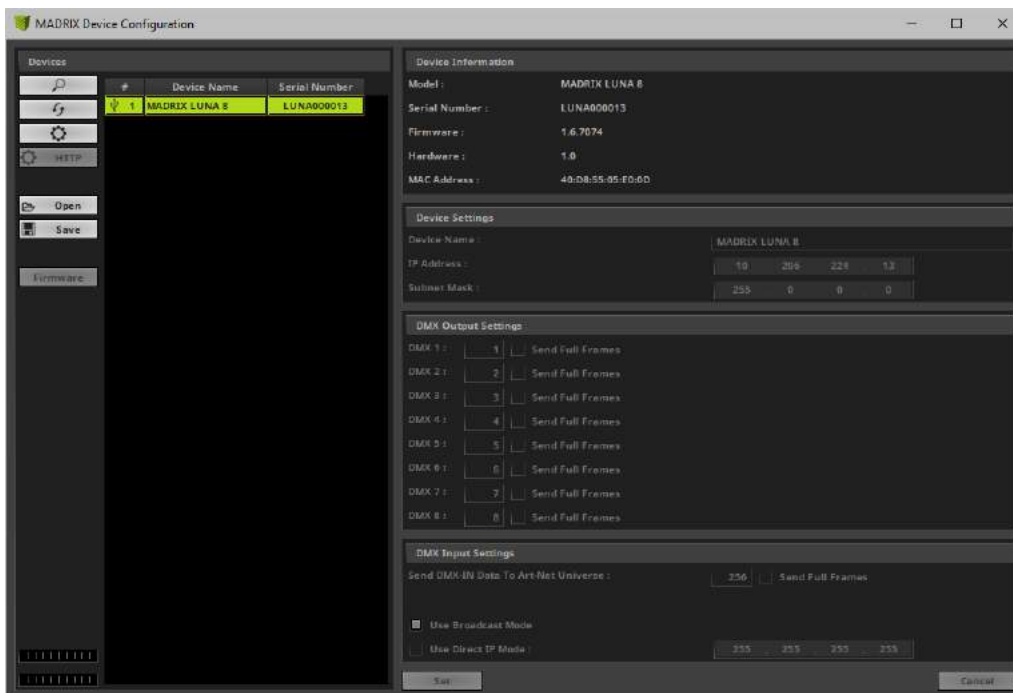 MADRIX Device Configuration
Devices
# Device Name Serial Number
1 MADRIX LUNA 8 LUNA000013
HTTP
Open
Save
Firmware
Device Information
Model : MADRIX LUNA 8
Serial Number : LUNA000013
Firmware : 1.6.7074
Hardware : 1.0
MAC Address : 40:D8:55:05:E0:0D
Device Settings
Device Name : MADRIX LUNA 8
IP Address : 10 . 206 . 224 . 13
Subnet Mask : 255 . 0 . 0 . 0
DMX Output Settings
DMX 1 : 1 Send Full Frames
DMX 2 : 2 Send Full Frames
DMX 3 : 3 Send Full Frames
DMX 4 : 4 Send Full Frames
DMX 5 : 5 Send Full Frames
DMX 6 : 6 Send Full Frames
DMX 7 : 7 Send Full Frames
DMX 8 : 8 Send Full Frames
DMX Input Settings
Send DMX-IN Data To Art-Net Universe : 256 Send Full Frames
Use Broadcast Mode
Use Direct IP Mode : 255 . 255 . 255 . 255
Set Cancel